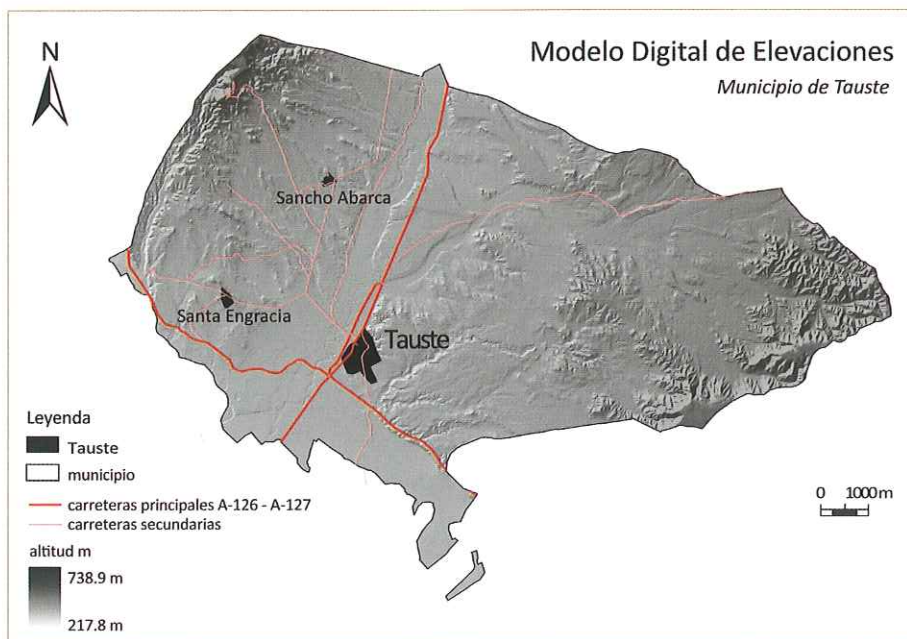 Modelo Digital de Elevaciones
Municipio de Tauste
N
Sancho Abarca
Santa Engracia
Tauste
Leyenda
Tauste
municipio
carreteras principales A-126 - A-127
carreteras secundarias
altitud m
738.9 m
217.8 m
0 1000 m